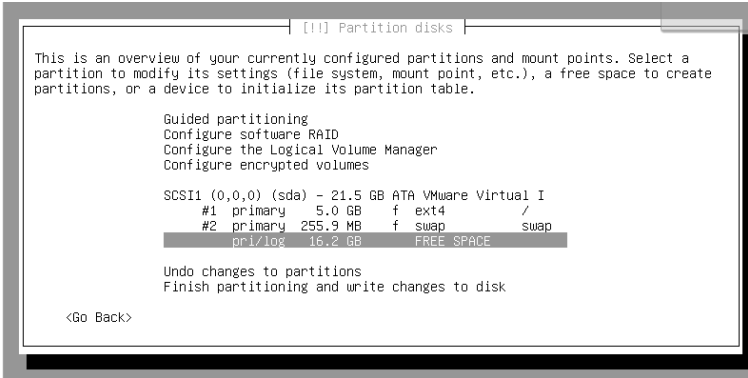 [!!] Partition disks
This is an overview of your currently configured partitions and mount points. Select a
partition to modify its settings (file system, mount point, etc.), a free space to create
partitions, or a device to initialize its partition table.
Guided partitioning
Configure software RAID
Configure the Logical Volume Manager
Configure encrypted volumes
SCSI1 (0,0,0) (sda) - 21.5 GB ATA VMware Virtual I
#1 primary 5.0 GB f ext4 /
#2 primary 255.9 MB f swap swap
pri/log 16.2 GB FREE SPACE
Undo changes to partitions
Finish partitioning and write changes to disk
<Go Back>